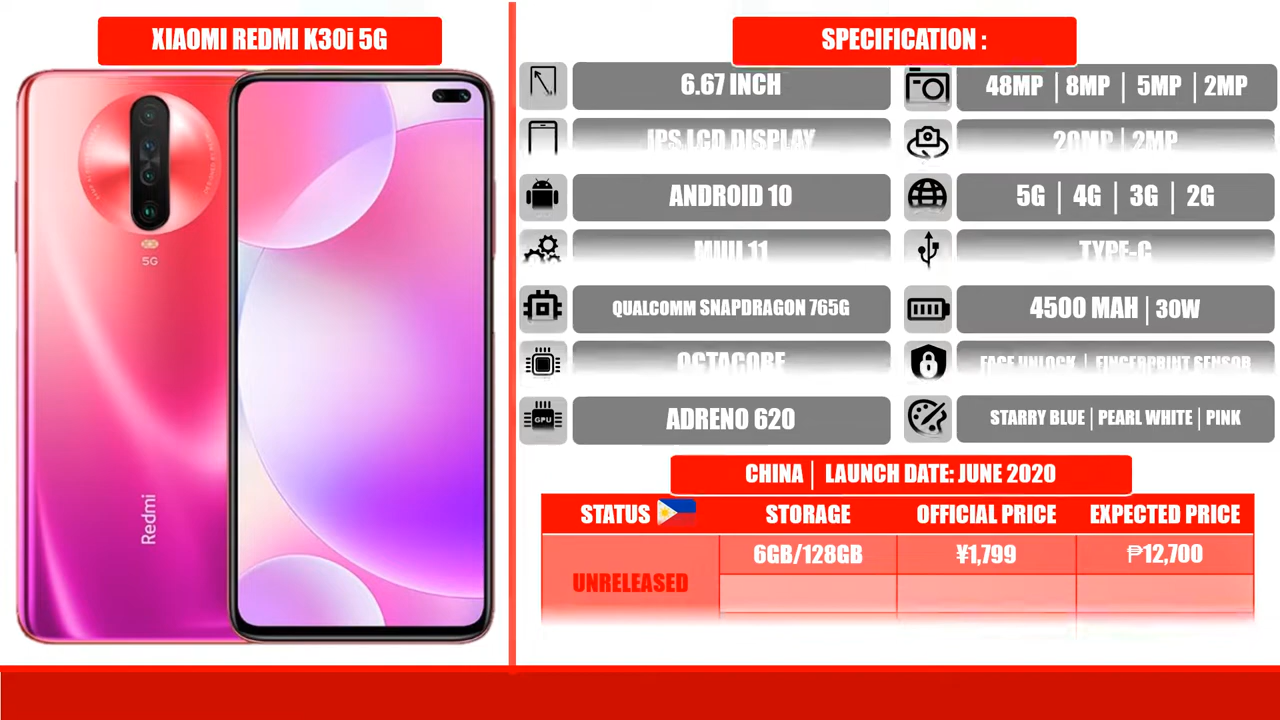 XIAOMI REDMI K30i 5G
5G
Redmi
SPECIFICATION :
6.67 INCH
IPS LCD DISPLAY
ANDROID 10
MIUI 11
QUALCOMM SNAPDRAGON 765G
OCTACORE
GPU
ADRENO 620
48MP | 8MP | 5MP | 2MP
20MP | 2MP
5G | 4G | 3G | 2G
TYPE-C
4500 MAH | 30W
FACE UNLOCK | FINGERPRINT SENSOR
STARRY BLUE | PEARL WHITE | PINK
CHINA | LAUNCH DATE: JUNE 2020
STATUS STORAGE OFFICIAL PRICE EXPECTED PRICE
UNRELEASED
6GB/128GB ¥1,799 ₱12,700